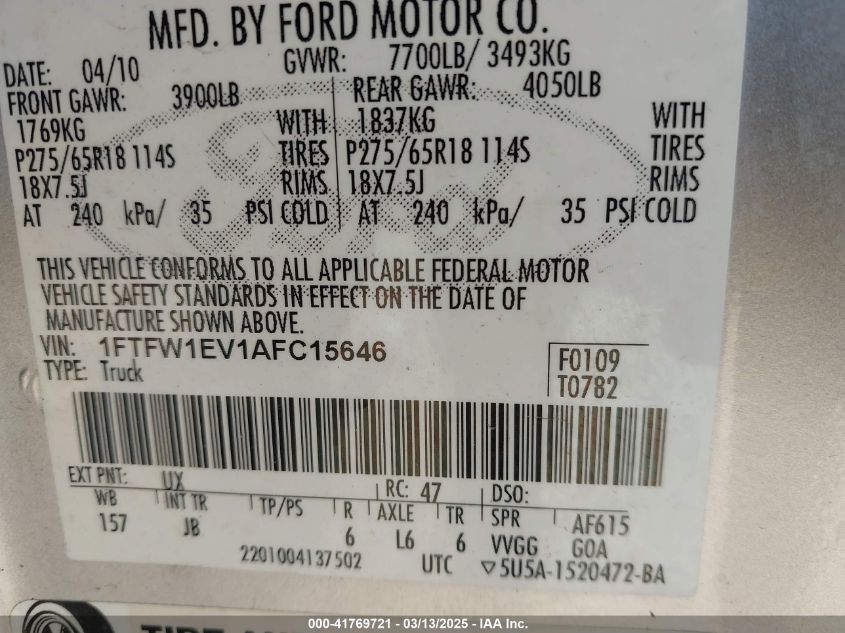 MFD. BY FORD MOTOR CO.
DATE: 04/10 GVWR: 7700LB/ 3493KG
FRONT GAWR: 3900LB REAR GAWR: 4050LB
1769KG WITH 1837KG WITH
P275/65R18 114S TIRES P275/65R18 114S TIRES
18X7.5J RIMS 18X7.5J RIMS
AT 240 kPa/ 35 PSI COLD AT 240 kPa/ 35 PSI COLD
Ford
THIS VEHICLE CONFORMS TO ALL APPLICABLE FEDERAL MOTOR
VEHICLE SAFETY STANDARDS IN EFFECT ON THE DATE OF
MANUFACTURE SHOWN ABOVE.
VIN: 1FTFW1EV1AFC15646 F0109
TYPE: Truck T0782
EXT PNT: UX RC: 47 DSO:
WB INT TR TP/PS R AXLE TR SPR AF615
157 JB 6 L6 6 VVGG GOA
2201004137502 UTC ▽5U5A-1520472-BA
000-41769721 - 03/13/2025 - IAA Inc.